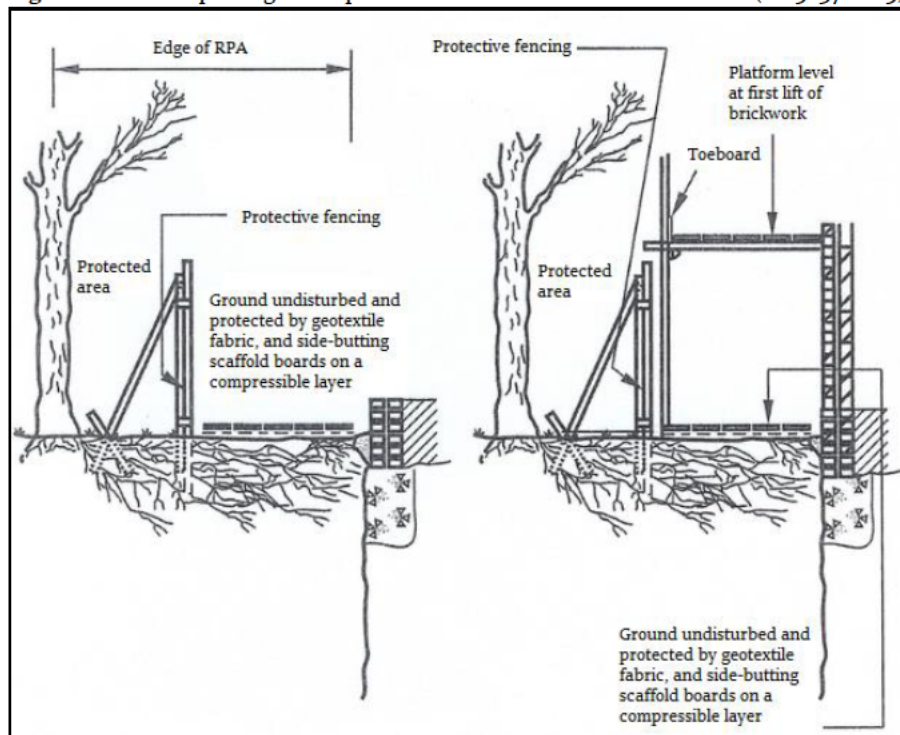 Edge of RPA
Protective fencing
Protected
area
Ground undisturbed and
protected by geotextile
fabric, and side-butting
scaffold boards on a
compressible layer
Protective fencing
Platform level
at first lift of
brickwork
Toeboard
Protected
area
Ground undisturbed and
protected by geotextile
fabric, and side-butting
scaffold boards on a
compressible layer